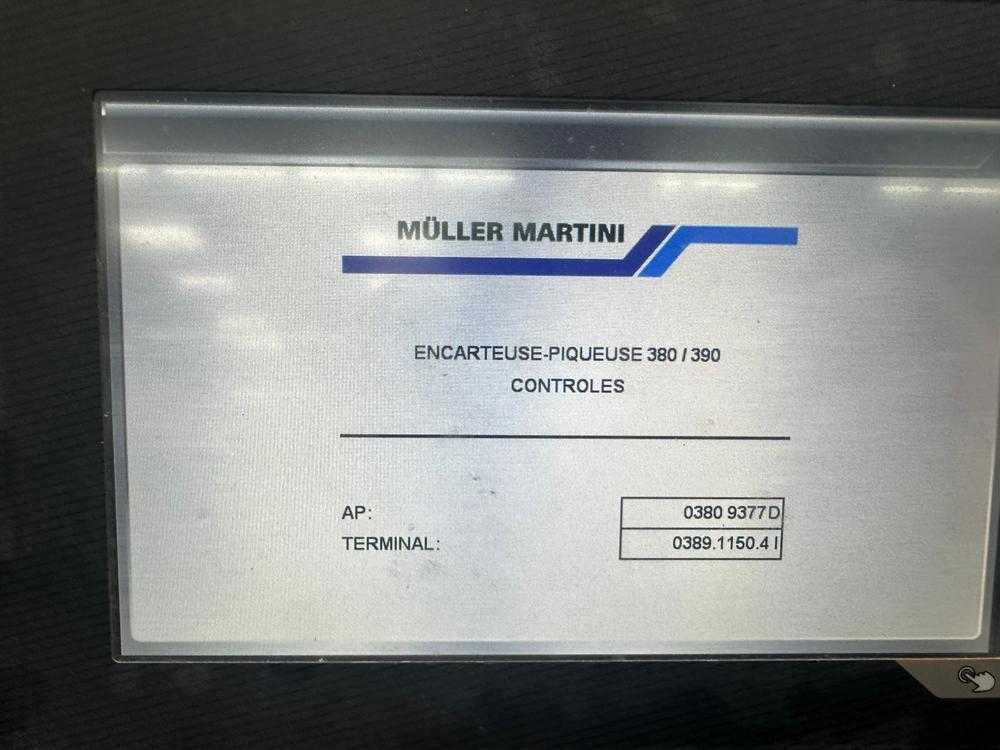 MÜLLER MARTINI
ENCARTEUSE-PIQUEUSE 380 / 390
CONTROLES
AP: 0380 9377D
TERMINAL: 0389.1150.4 I